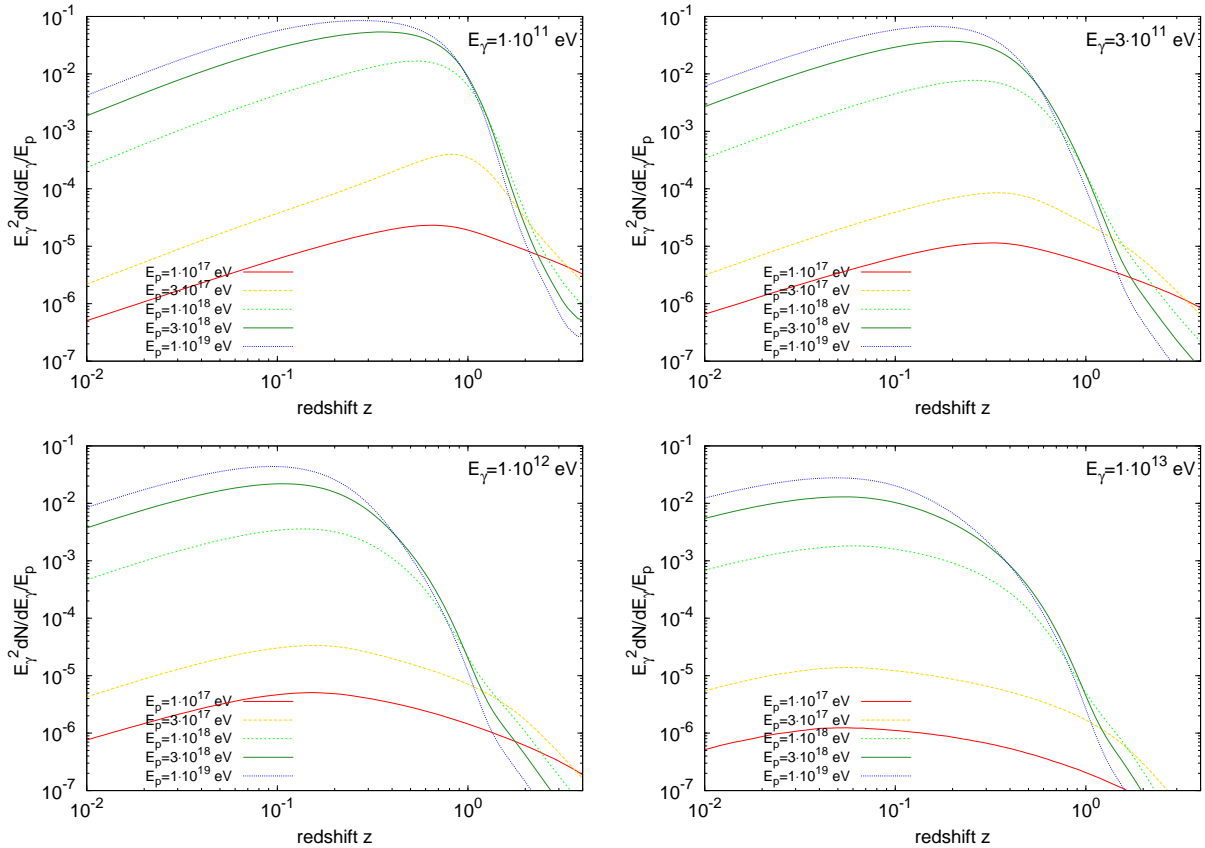 E_γ=1·10^11 eV
E_γ^2 dN/dE_γ/E_p
10^-1
10^-2
10^-3
10^-4
10^-5
10^-6
10^-7
E_p=1·10^17 eV
E_p=3·10^17 eV
E_p=1·10^18 eV
E_p=3·10^18 eV
E_p=1·10^19 eV
10^-2
10^-1
10^0
redshift z
E_γ=3·10^11 eV
E_γ^2 dN/dE_γ/E_p
10^-1
10^-2
10^-3
10^-4
10^-5
10^-6
10^-7
E_p=1·10^17 eV
E_p=3·10^17 eV
E_p=1·10^18 eV
E_p=3·10^18 eV
E_p=1·10^19 eV
10^-2
10^-1
10^0
redshift z
E_γ=1·10^12 eV
E_γ^2 dN/dE_γ/E_p
10^-1
10^-2
10^-3
10^-4
10^-5
10^-6
10^-7
E_p=1·10^17 eV
E_p=3·10^17 eV
E_p=1·10^18 eV
E_p=3·10^18 eV
E_p=1·10^19 eV
10^-2
10^-1
10^0
redshift z
E_γ=1·10^13 eV
E_γ^2 dN/dE_γ/E_p
10^-1
10^-2
10^-3
10^-4
10^-5
10^-6
10^-7
E_p=1·10^17 eV
E_p=3·10^17 eV
E_p=1·10^18 eV
E_p=3·10^18 eV
E_p=1·10^19 eV
10^-2
10^-1
10^0
redshift z